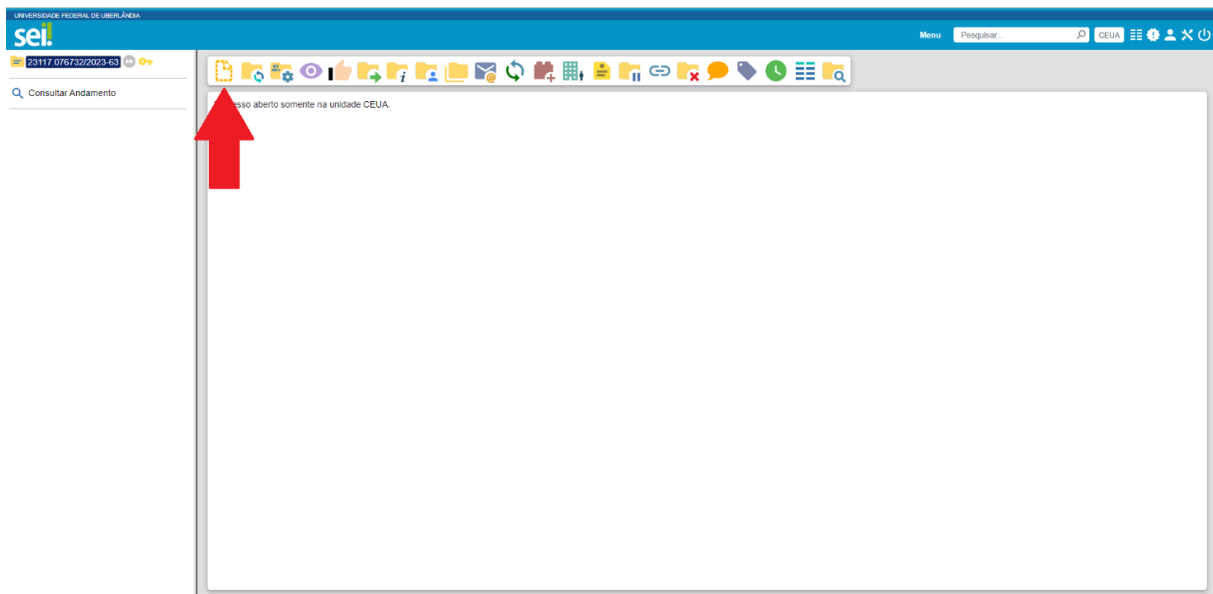 UNIVERSIDADE FEDERAL DE UBERLÂNDIA
sei!
Menu Pesquisar... CEUA
23117.076732/2023-63
Consultar Andamento
esso aberto somente na unidade CEUA.